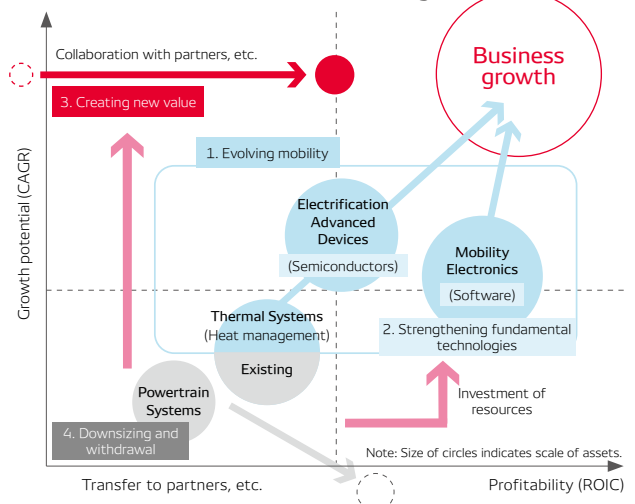 Collaboration with partners, etc.
Business
growth
3. Creating new value
1. Evolving mobility
Growth potential (CAGR)
Electrification
Advanced
Devices
(Semiconductors)
Mobility
Electronics
(Software)
Thermal Systems
(Heat management)
2. Strengthening fundamental
technologies
Existing
Powertrain
Systems
Investment of
resources
4. Downsizing and
withdrawal
Note: Size of circles indicates scale of assets.
Transfer to partners, etc.
Profitability (ROIC)